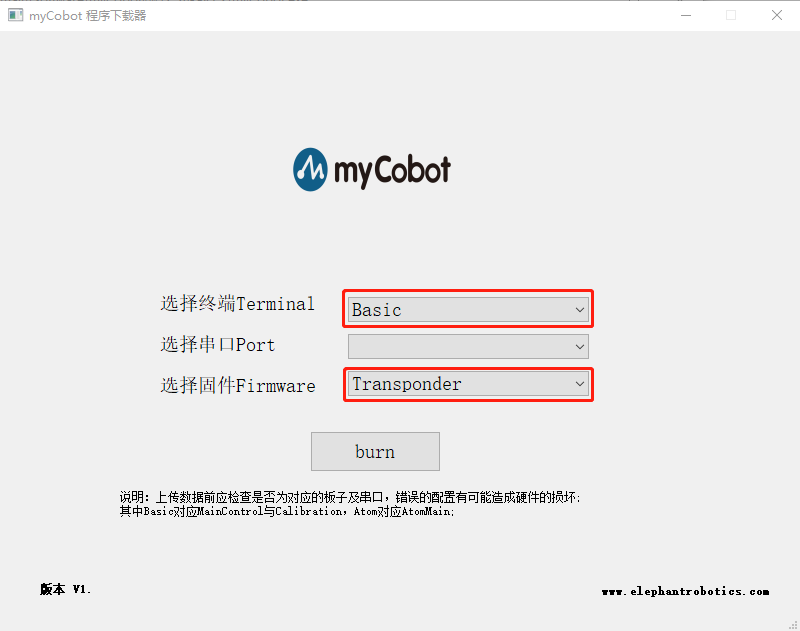 myCobot 程序下载器
myCobot
选择终端Terminal
Basic
选择串口Port
选择固件Firmware
Transponder
burn
说明: 上传数据前应检查是否为对应的板子及串口, 错误的配置有可能造成硬件的损坏;
其中Basic对应MainControl与Calibration, Atom对应AtomMain;
版本 V1.
www.elephantrobotics.com